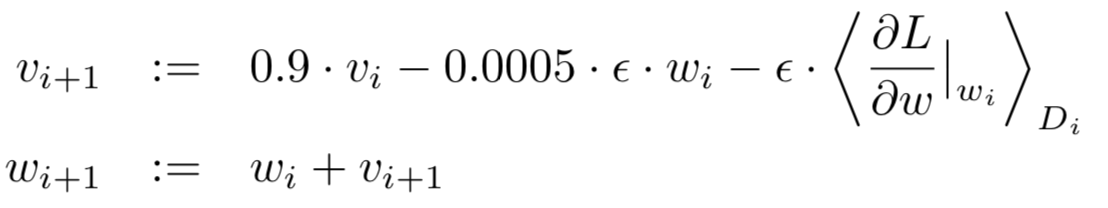 v_{i+1} := 0.9 · v_i − 0.0005 · ϵ · w_i − ϵ · ⟨ ∂L/∂w |_{w_i} ⟩_{D_i}
w_{i+1} := w_i + v_{i+1}